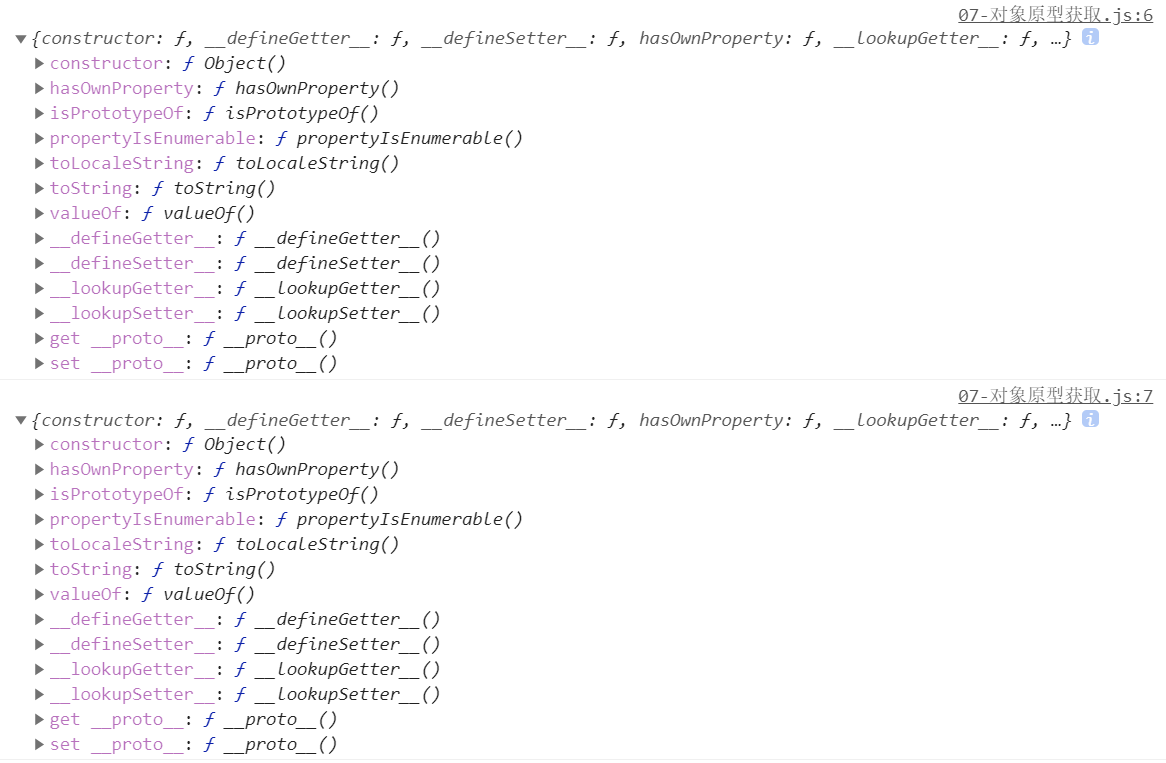 07-对象原型获取.js:6
▼{constructor: ƒ, __defineGetter__: ƒ, __defineSetter__: ƒ, hasOwnProperty: ƒ, __lookupGetter__: ƒ, …} i
▶constructor: ƒ Object()
▶hasOwnProperty: ƒ hasOwnProperty()
▶isPrototypeOf: ƒ isPrototypeOf()
▶propertyIsEnumerable: ƒ propertyIsEnumerable()
▶toLocaleString: ƒ toLocaleString()
▶toString: ƒ toString()
▶valueOf: ƒ valueOf()
▶__defineGetter__: ƒ __defineGetter__()
▶__defineSetter__: ƒ __defineSetter__()
▶__lookupGetter__: ƒ __lookupGetter__()
▶__lookupSetter__: ƒ __lookupSetter__()
▶get __proto__: ƒ __proto__()
▶set __proto__: ƒ __proto__()
07-对象原型获取.js:7
▼{constructor: ƒ, __defineGetter__: ƒ, __defineSetter__: ƒ, hasOwnProperty: ƒ, __lookupGetter__: ƒ, …} i
▶constructor: ƒ Object()
▶hasOwnProperty: ƒ hasOwnProperty()
▶isPrototypeOf: ƒ isPrototypeOf()
▶propertyIsEnumerable: ƒ propertyIsEnumerable()
▶toLocaleString: ƒ toLocaleString()
▶toString: ƒ toString()
▶valueOf: ƒ valueOf()
▶__defineGetter__: ƒ __defineGetter__()
▶__defineSetter__: ƒ __defineSetter__()
▶__lookupGetter__: ƒ __lookupGetter__()
▶__lookupSetter__: ƒ __lookupSetter__()
▶get __proto__: ƒ __proto__()
▶set __proto__: ƒ __proto__()